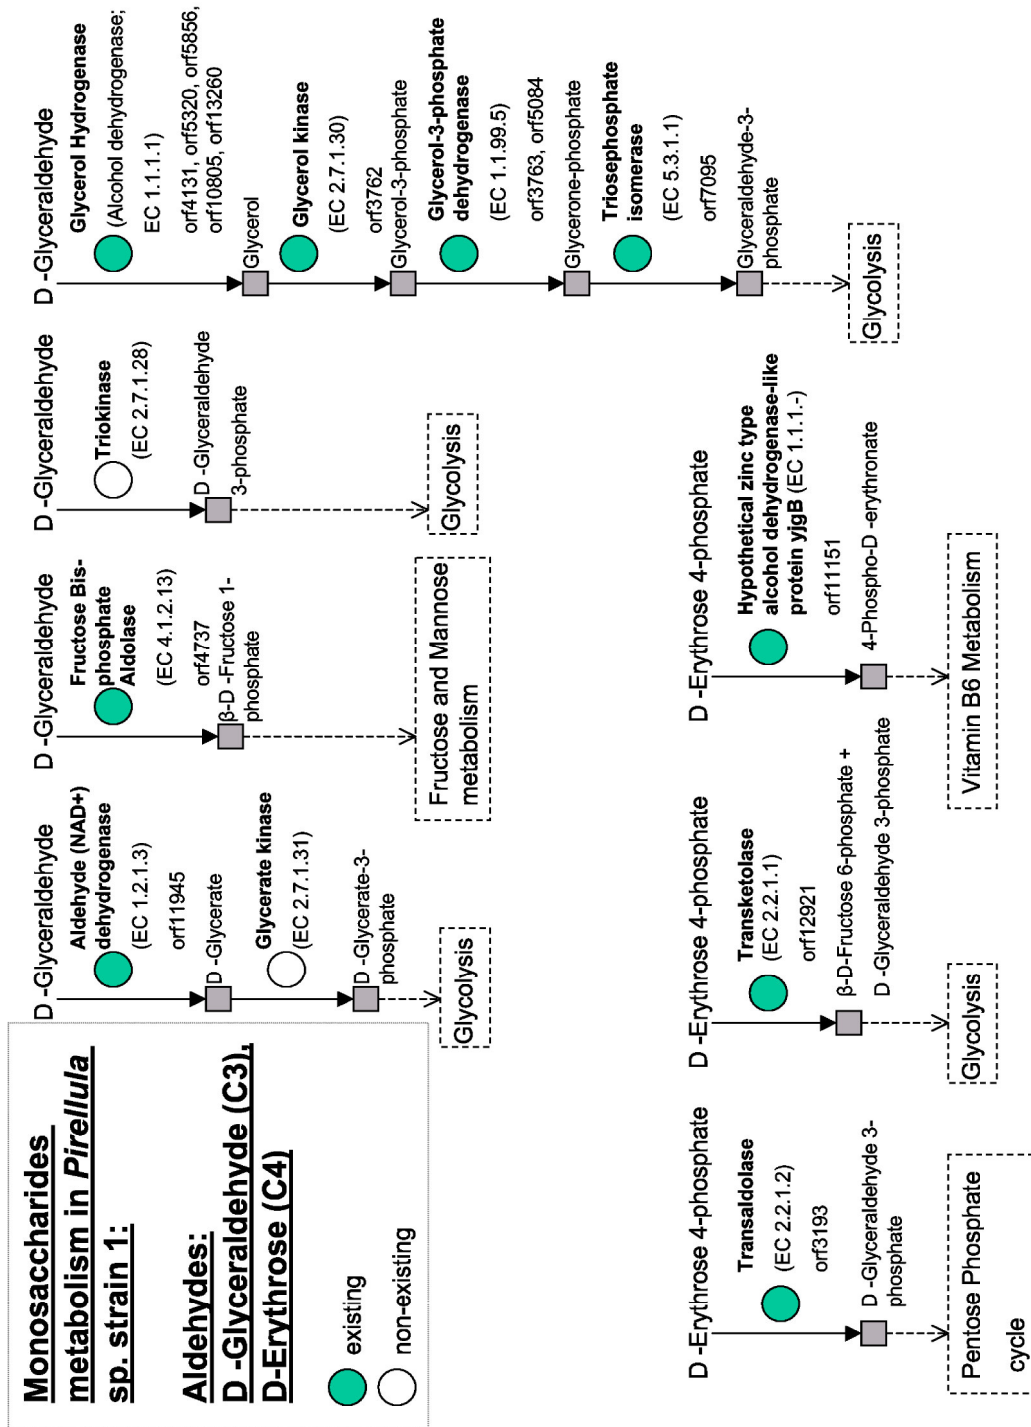 Monosaccharides
metabolism in Pirellula
sp. strain 1:
Aldehydes:
D -Glyceraldehyde (C3),
D-Erythrose (C4)
existing
non-existing
D -Glyceraldehyde
Aldehyde (NAD+)
dehydrogenase
(EC 1.2.1.3)
orf11945
D -Glycerate
Glycerate kinase
(EC 2.7.1.31)
D -Glycerate-3-
phosphate
Glycolysis
D -Glyceraldehyde
Fructose Bis-
phosphate
Aldolase
(EC 4.1.2.13)
orf4737
β-D -Fructose 1-
phosphate
Fructose and Mannose
metabolism
D -Glyceraldehyde
Triokinase
(EC 2.7.1.28)
D -Glyceraldehyde
3-phosphate
Glycolysis
D -Glyceraldehyde
Glycerol Hydrogenase
(Alcohol dehydrogenase;
EC 1.1.1.1)
orf4131, orf5320, orf5856,
orf10805, orf13260
Glycerol
Glycerol kinase
(EC 2.7.1.30)
orf3762
Glycerol-3-phosphate
Glycerol-3-phosphate
dehydrogenase
(EC 1.1.99.5)
orf3763, orf5084
Glycerone-phosphate
Triosephosphate
isomerase
(EC 5.3.1.1)
orf7095
Glyceraldehyde-3-
phosphate
Glycolysis
D -Erythrose 4-phosphate
Transaldolase
(EC 2.2.1.2)
orf3193
D -Glyceraldehyde 3-
phosphate
Pentose Phosphate
cycle
D -Erythrose 4-phosphate
Transketolase
(EC 2.2.1.1)
orf12921
β-D-Fructose 6-phosphate +
D -Glyceraldehyde 3-phosphate
Glycolysis
D -Erythrose 4-phosphate
Hypothetical zinc type
alcohol dehydrogenase-like
protein yjgB (EC 1.1.1.-)
orf11151
4-Phospho-D -erythronate
Vitamin B6 Metabolism